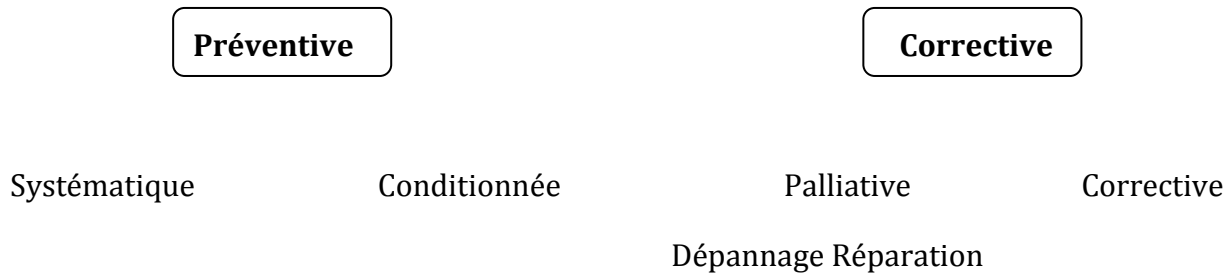 Préventive Corrective
Systématique Conditionnée Palliative Corrective
Dépannage Réparation